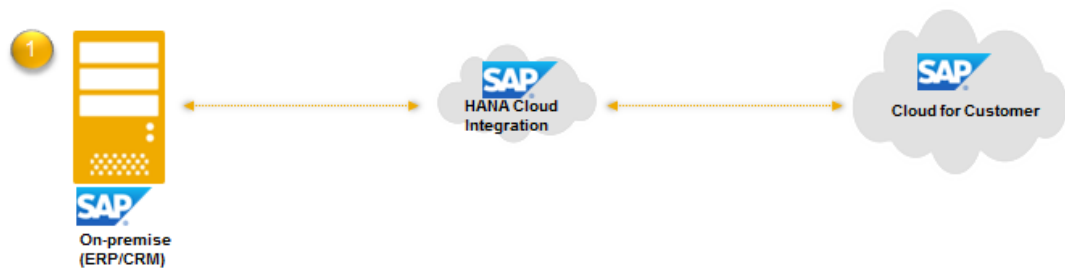 1
SAP
HANA Cloud
Integration
SAP
Cloud for Customer
SAP
On-premise
(ERP/CRM)